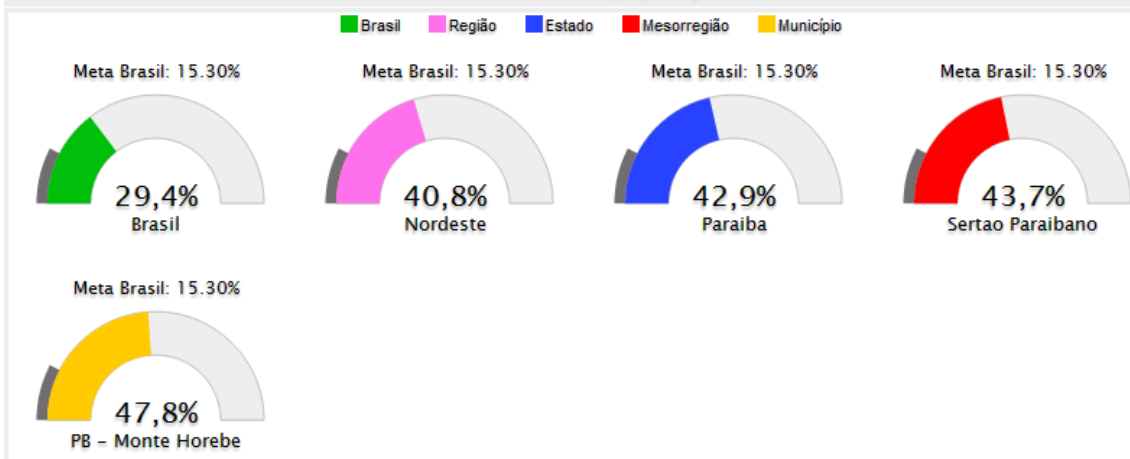 Brasil Região Estado Mesorregião Município
Meta Brasil: 15.30%
29,4%
Brasil
Meta Brasil: 15.30%
40,8%
Nordeste
Meta Brasil: 15.30%
42,9%
Paraiba
Meta Brasil: 15.30%
43,7%
Sertao Paraibano
Meta Brasil: 15.30%
47,8%
PB - Monte Horebe